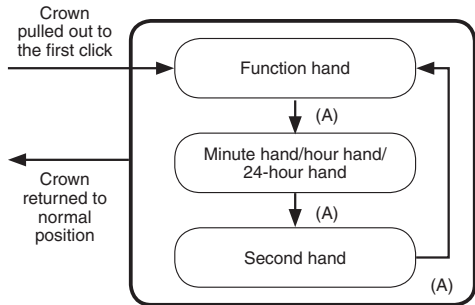 Crown
pulled out to
the first click
Function hand
(A)
Minute hand/hour hand/
24-hour hand
(A)
Crown
returned to
normal
position
Second hand
(A)